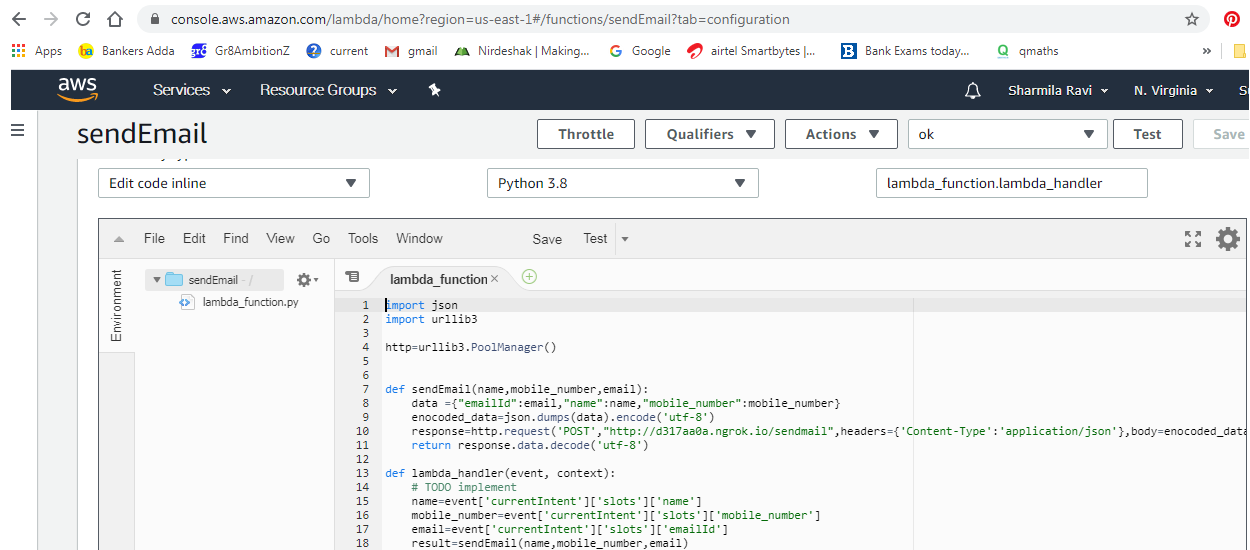 console.aws.amazon.com/lambda/home?region=us-east-1#/functions/sendEmail?tab=configuration
Apps ba Bankers Adda gr8 Gr8AmbitionZ ? current gmail Nirdeshak | Making... G Google airtel Smartbytes |... B Bank Exams today... Q qmaths »
aws Services Resource Groups Sharmila Ravi N. Virginia
sendEmail Throttle Qualifiers Actions ok Test Save
Edit code inline Python 3.8 lambda_function.lambda_handler
File Edit Find View Go Tools Window Save Test
Environment
sendEmail - /
lambda_function.py
lambda_function ×
1 import json
2 import urllib3
3
4 http=urllib3.PoolManager()
5
6
7 def sendEmail(name,mobile_number,email):
8 data ={"emailId":email,"name":name,"mobile_number":mobile_number}
9 enocoded_data=json.dumps(data).encode('utf-8')
10 response=http.request('POST',"http://d317aa0a.ngrok.io/sendmail",headers={'Content-Type':'application/json'},body=enocoded_data
11 return response.data.decode('utf-8')
12
13 def lambda_handler(event, context):
14 # TODO implement
15 name=event['currentIntent']['slots']['name']
16 mobile_number=event['currentIntent']['slots']['mobile_number']
17 email=event['currentIntent']['slots']['emailId']
18 result=sendEmail(name,mobile_number,email)